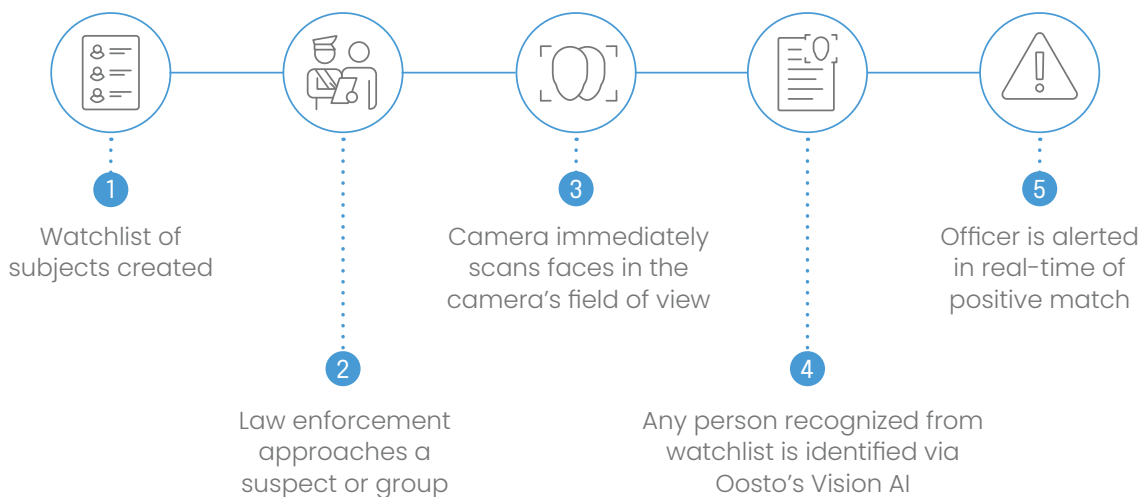 1
Watchlist of
subjects created
2
Law enforcement
approaches a
suspect or group
3
Camera immediately
scans faces in the
camera’s field of view
4
Any person recognized from
watchlist is identified via
Oosto’s Vision AI
5
Officer is alerted
in real-time of
positive match